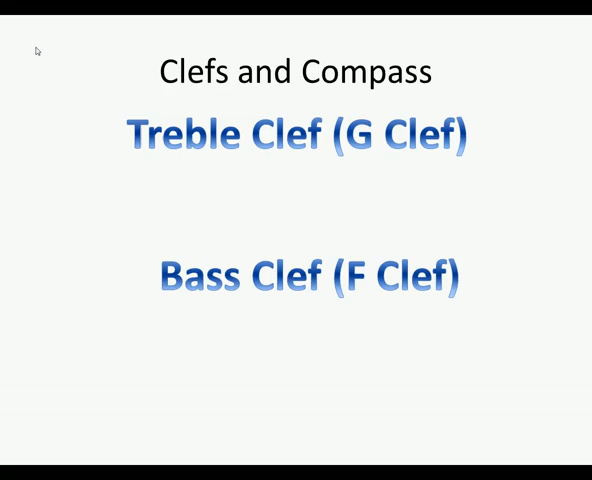 Clefs and Compass
Treble Clef (G Clef)
Bass Clef (F Clef)